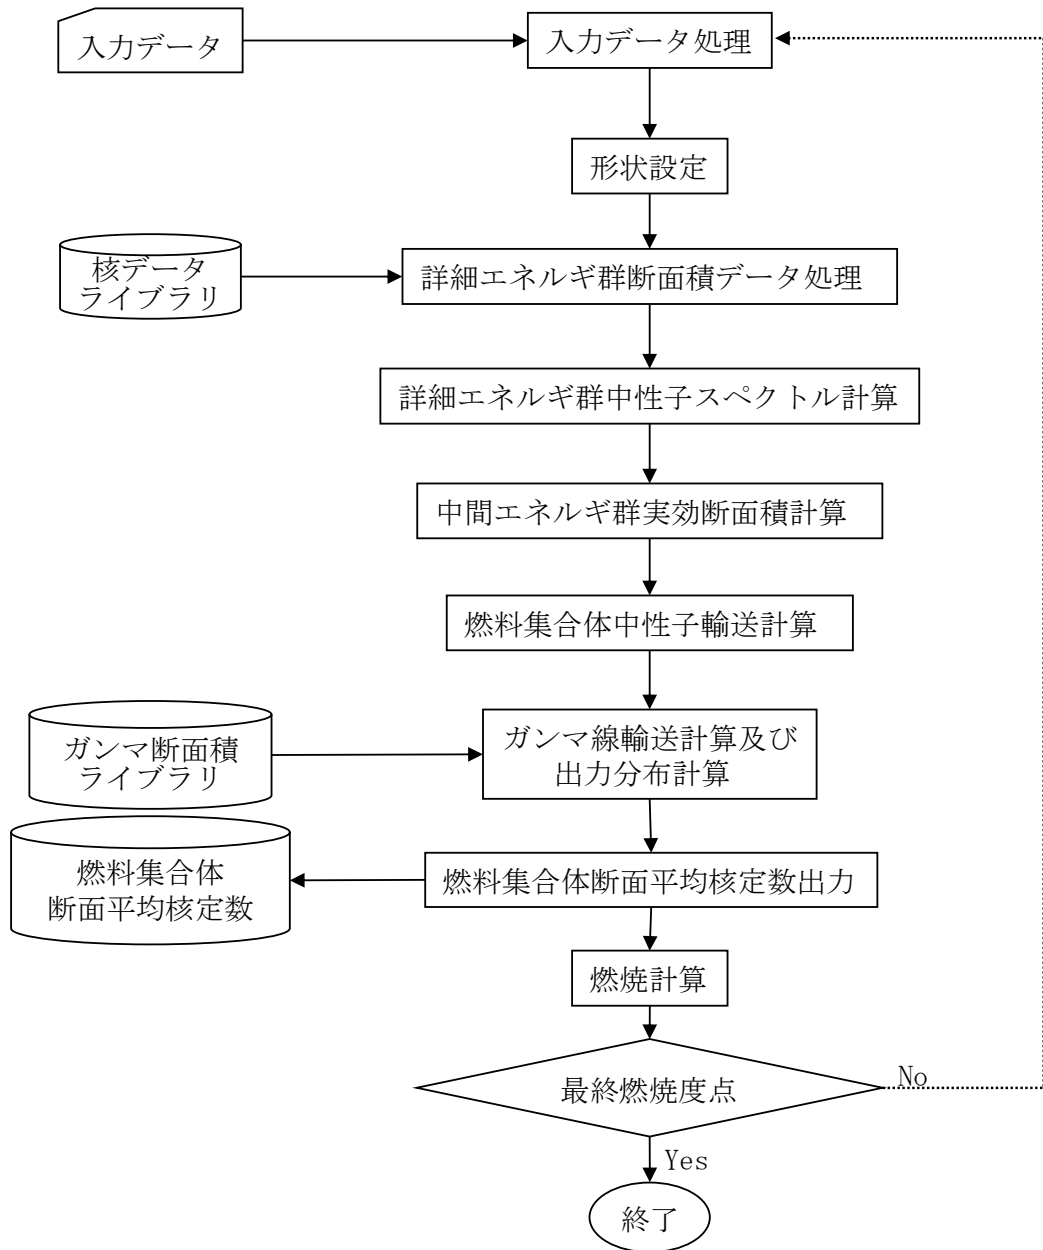 入力データ
入力データ処理
形状設定
核データ
ライブラリ
詳細エネルギ群断面積データ処理
詳細エネルギ群中性子スペクトル計算
中間エネルギ群実効断面積計算
燃料集合体中性子輸送計算
ガンマ断面積
ライブラリ
ガンマ線輸送計算及び
出力分布計算
燃料集合体
断面平均核定数
燃料集合体断面平均核定数出力
燃焼計算
最終燃焼度点
No
Yes
終了